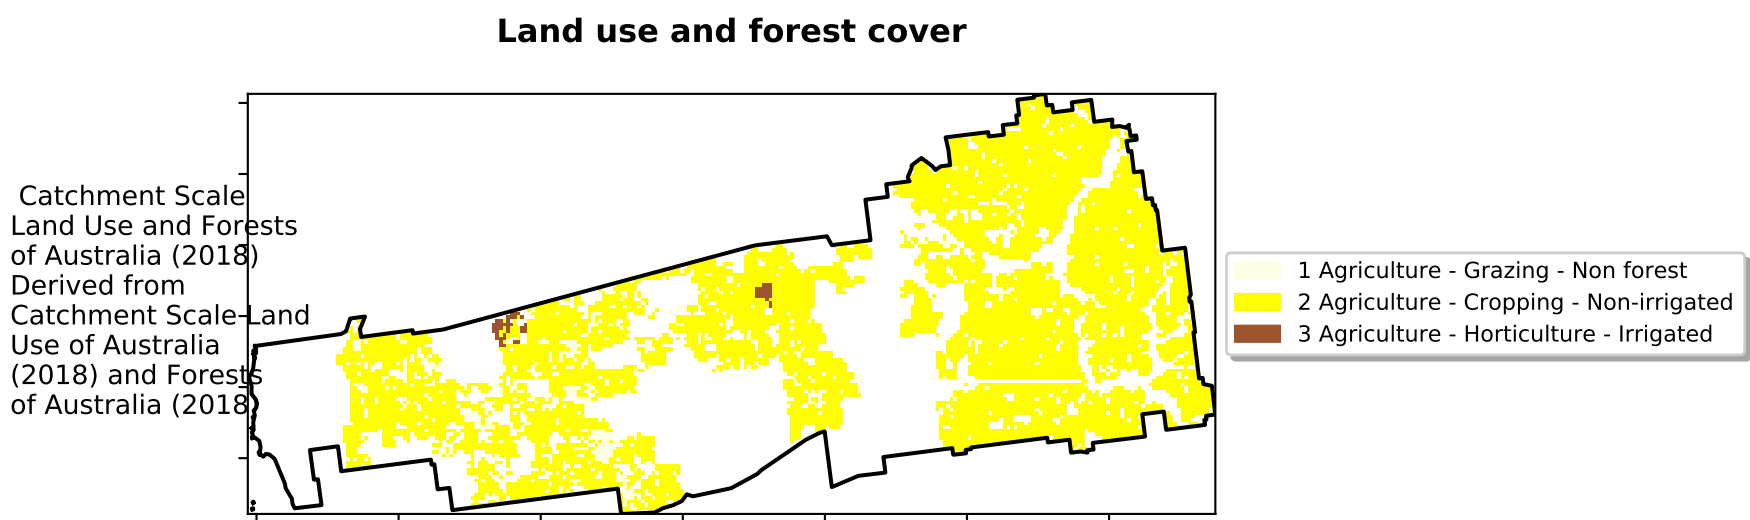 Land use and forest cover
Catchment Scale
Land Use and Forests
of Australia (2018)
Derived from
Catchment Scale Land
Use of Australia
(2018) and Forests
of Australia (2018
1 Agriculture - Grazing - Non forest
2 Agriculture - Cropping - Non-irrigated
3 Agriculture - Horticulture - Irrigated